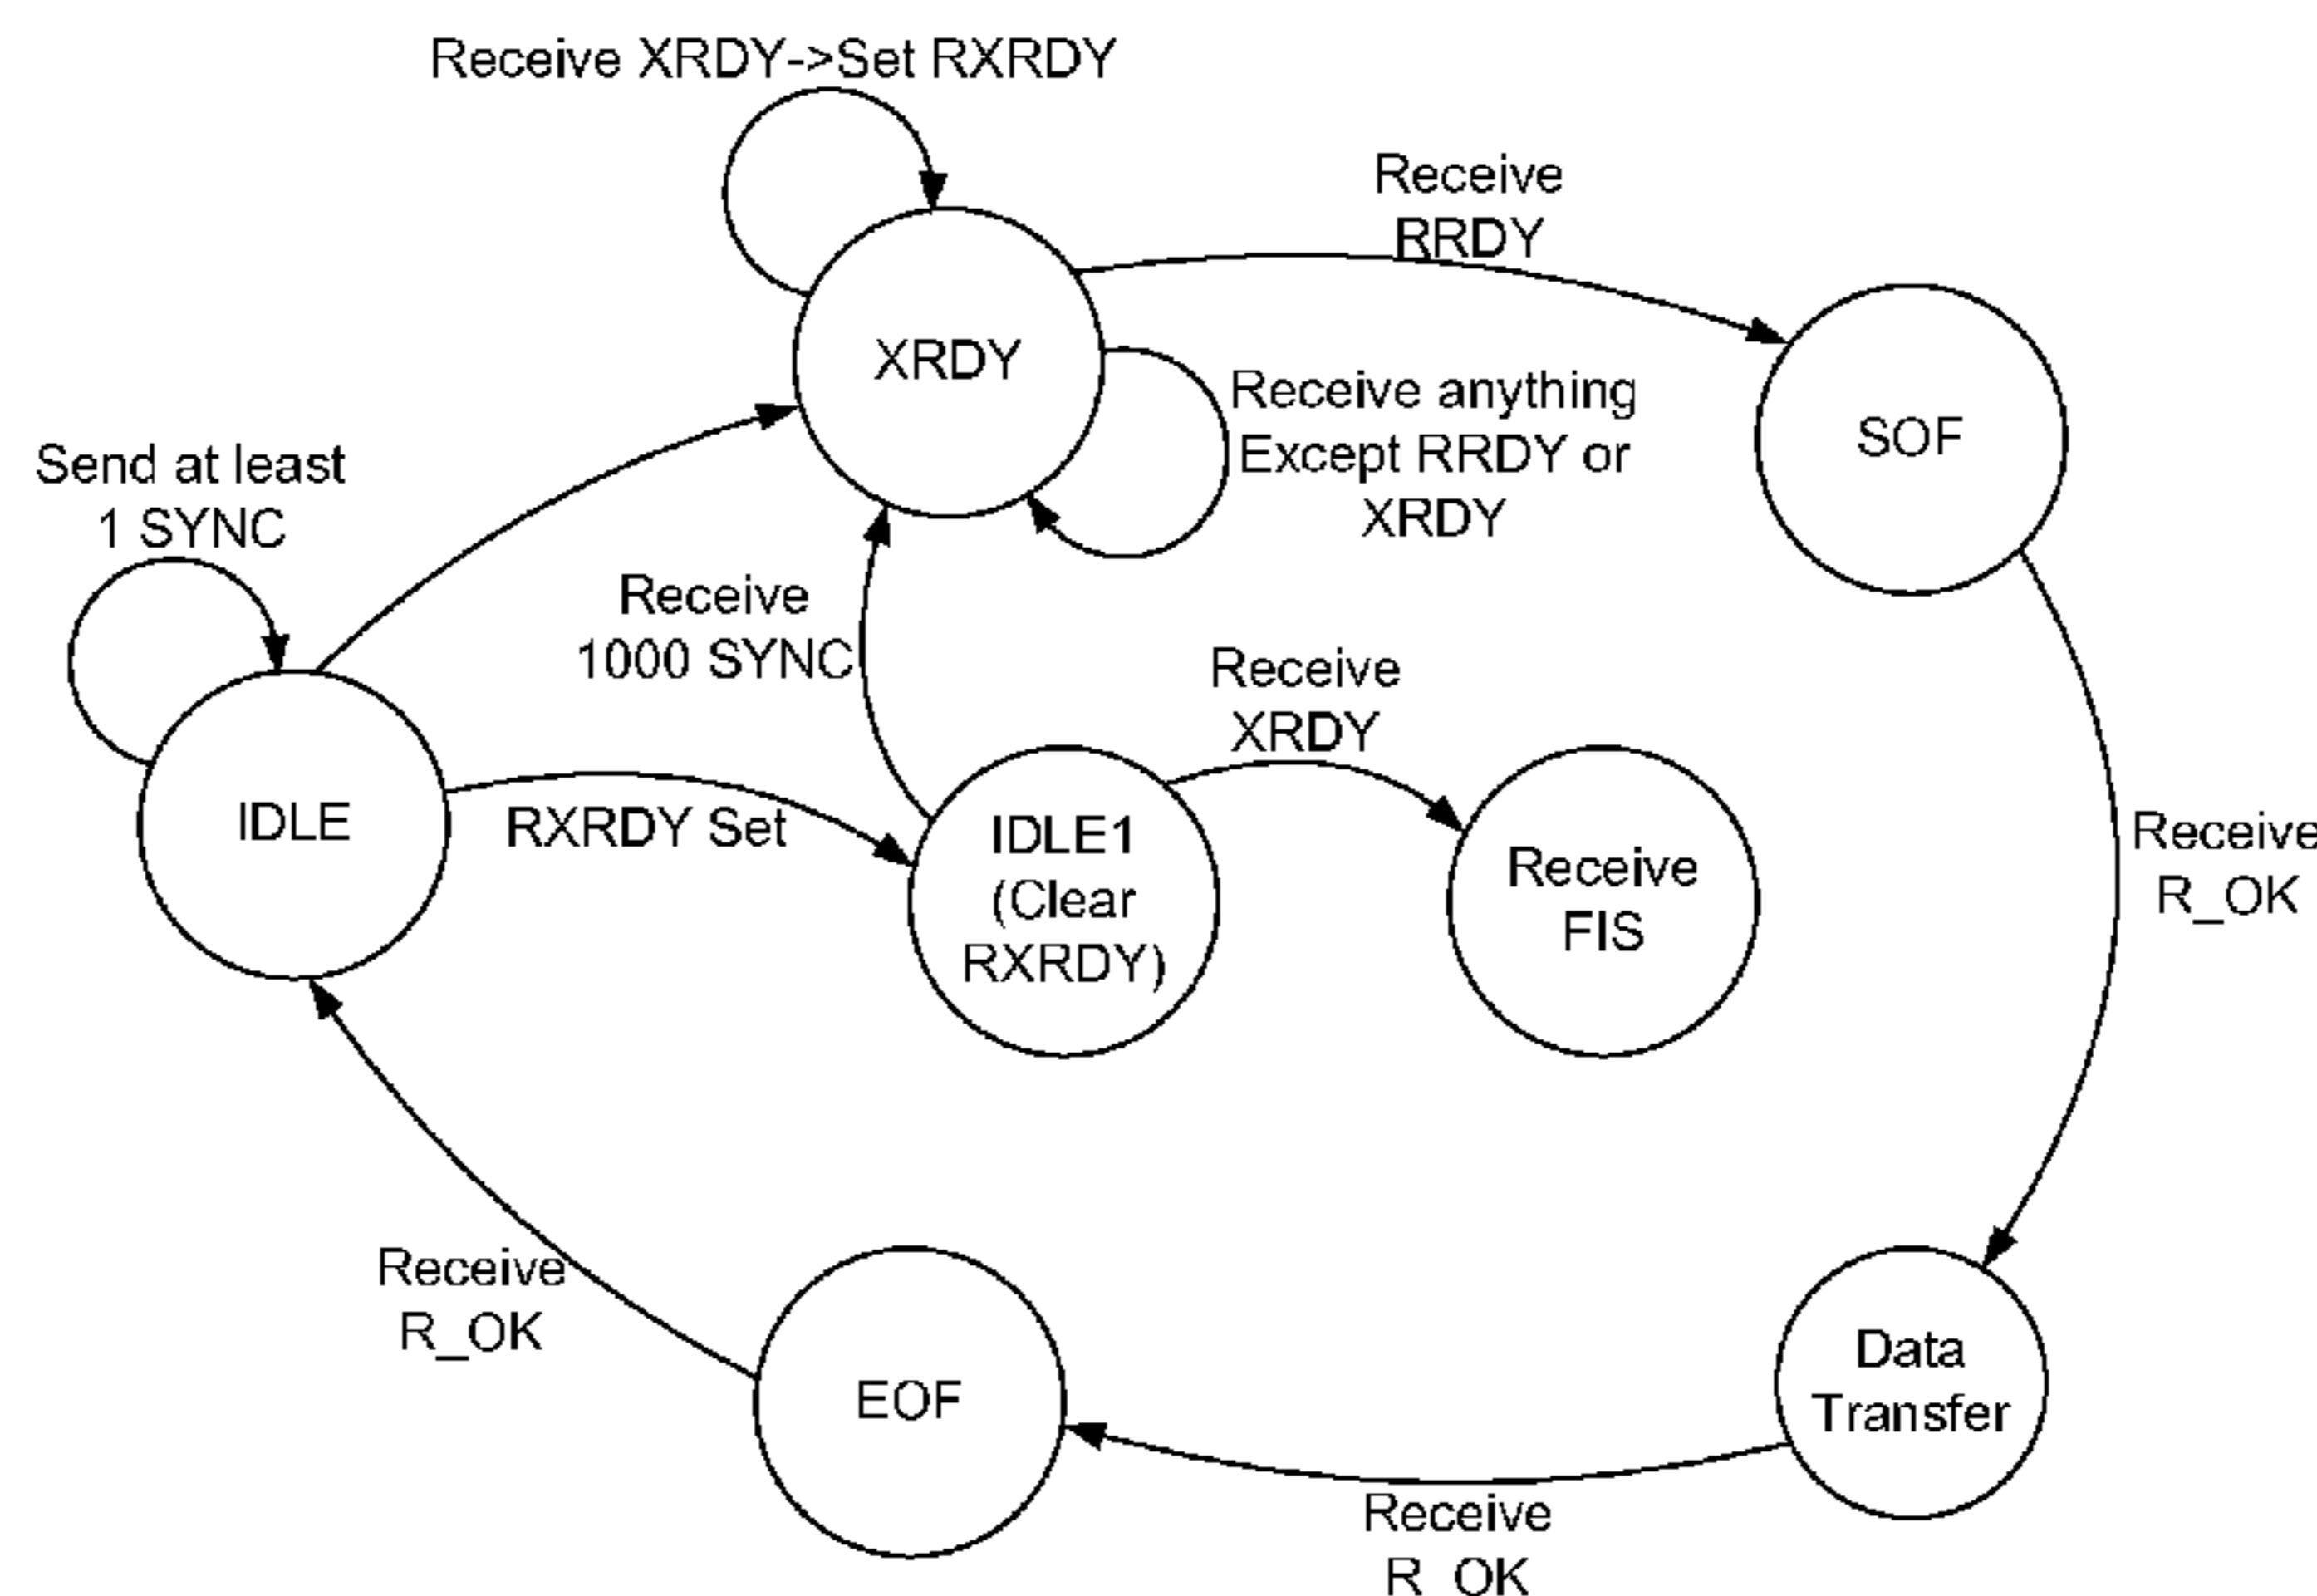 Receive XRDY->Set RXRDY
Receive
RRDY
XRDY
Receive anything
Except RRDY or
XRDY
SOF
Send at least
1 SYNC
Receive
1000 SYNC
Receive
XRDY
IDLE
RXRDY Set
IDLE1
(Clear
RXRDY)
Receive
FIS
Receive
R_OK
Receive
R_OK
EOF
Data
Transfer
Receive
R_OK